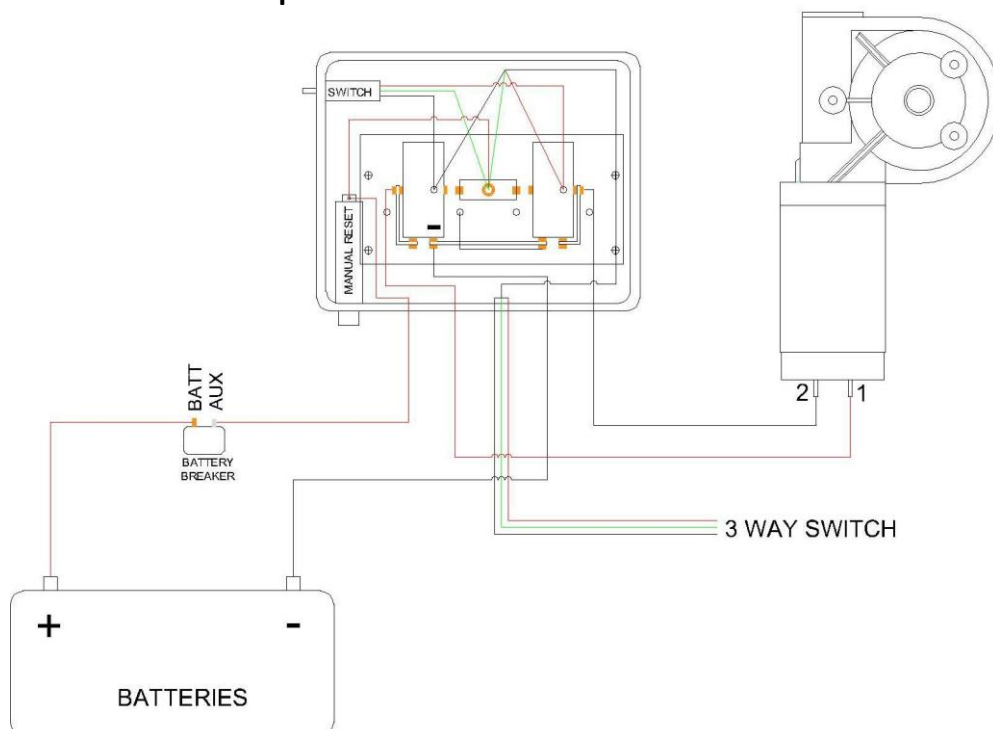 SWITCH
MANUAL RESET
BATT
AUX
BATTERY
BREAKER
2 1
3 WAY SWITCH
+ -
BATTERIES